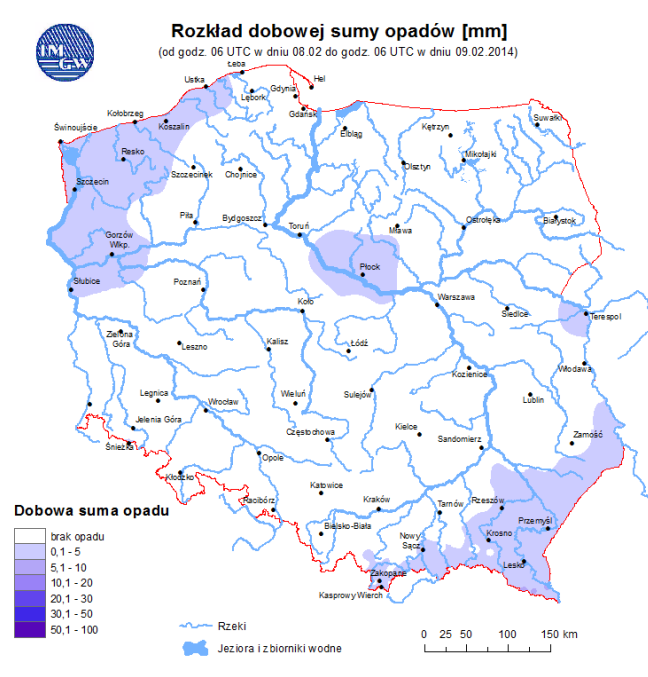 Rozkład dobowej sumy opadów [mm]
(od godz. 06 UTC w dniu 08.02 do godz. 06 UTC w dniu 09.02.2014)
IM
GW
Łeba
Ustka
Hel
Gdynia
Lębork
Gdańsk
Kołobrzeg
Koszalin
Suwałki
Świnoujście
Elbląg
Kętrzyn
Resko
Mikołajki
Olsztyn
Szczecinek
Chojnice
Szczecin
Piła
Bydgoszcz
Toruń
Mława
Ostrołęka
Białystok
Gorzów
Wlkp.
Płock
Słubice
Poznań
Koło
Warszawa
Siedlce
Terespol
Zielona
Góra
Leszno
Kalisz
Łódź
Kozienice
Włodawa
Legnica
Wrocław
Wieluń
Sulejów
Lublin
Jelenia Góra
Częstochowa
Kielce
Sandomierz
Zamość
Śnieżka
Opole
Kłodzko
Katowice
Racibórz
Kraków
Tarnów
Rzeszów
Przemyśl
Bielsko-Biała
Nowy
Sącz
Krosno
Lesko
Zakopane
Kasprowy Wierch
Dobowa suma opadu
brak opadu
0,1 - 5
5,1 - 10
10,1 - 20
20,1 - 30
30,1 - 50
50,1 - 100
Rzeki
Jeziora i zbiorniki wodne
0 25 50 100 150 km